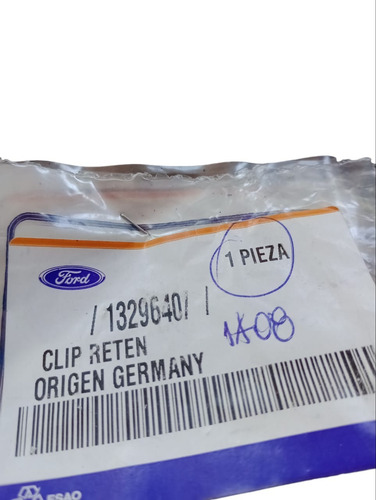 1 PIEZA
Ford
/1329640/ /
1A08
CLIP RETEN
ORIGEN GERMANY